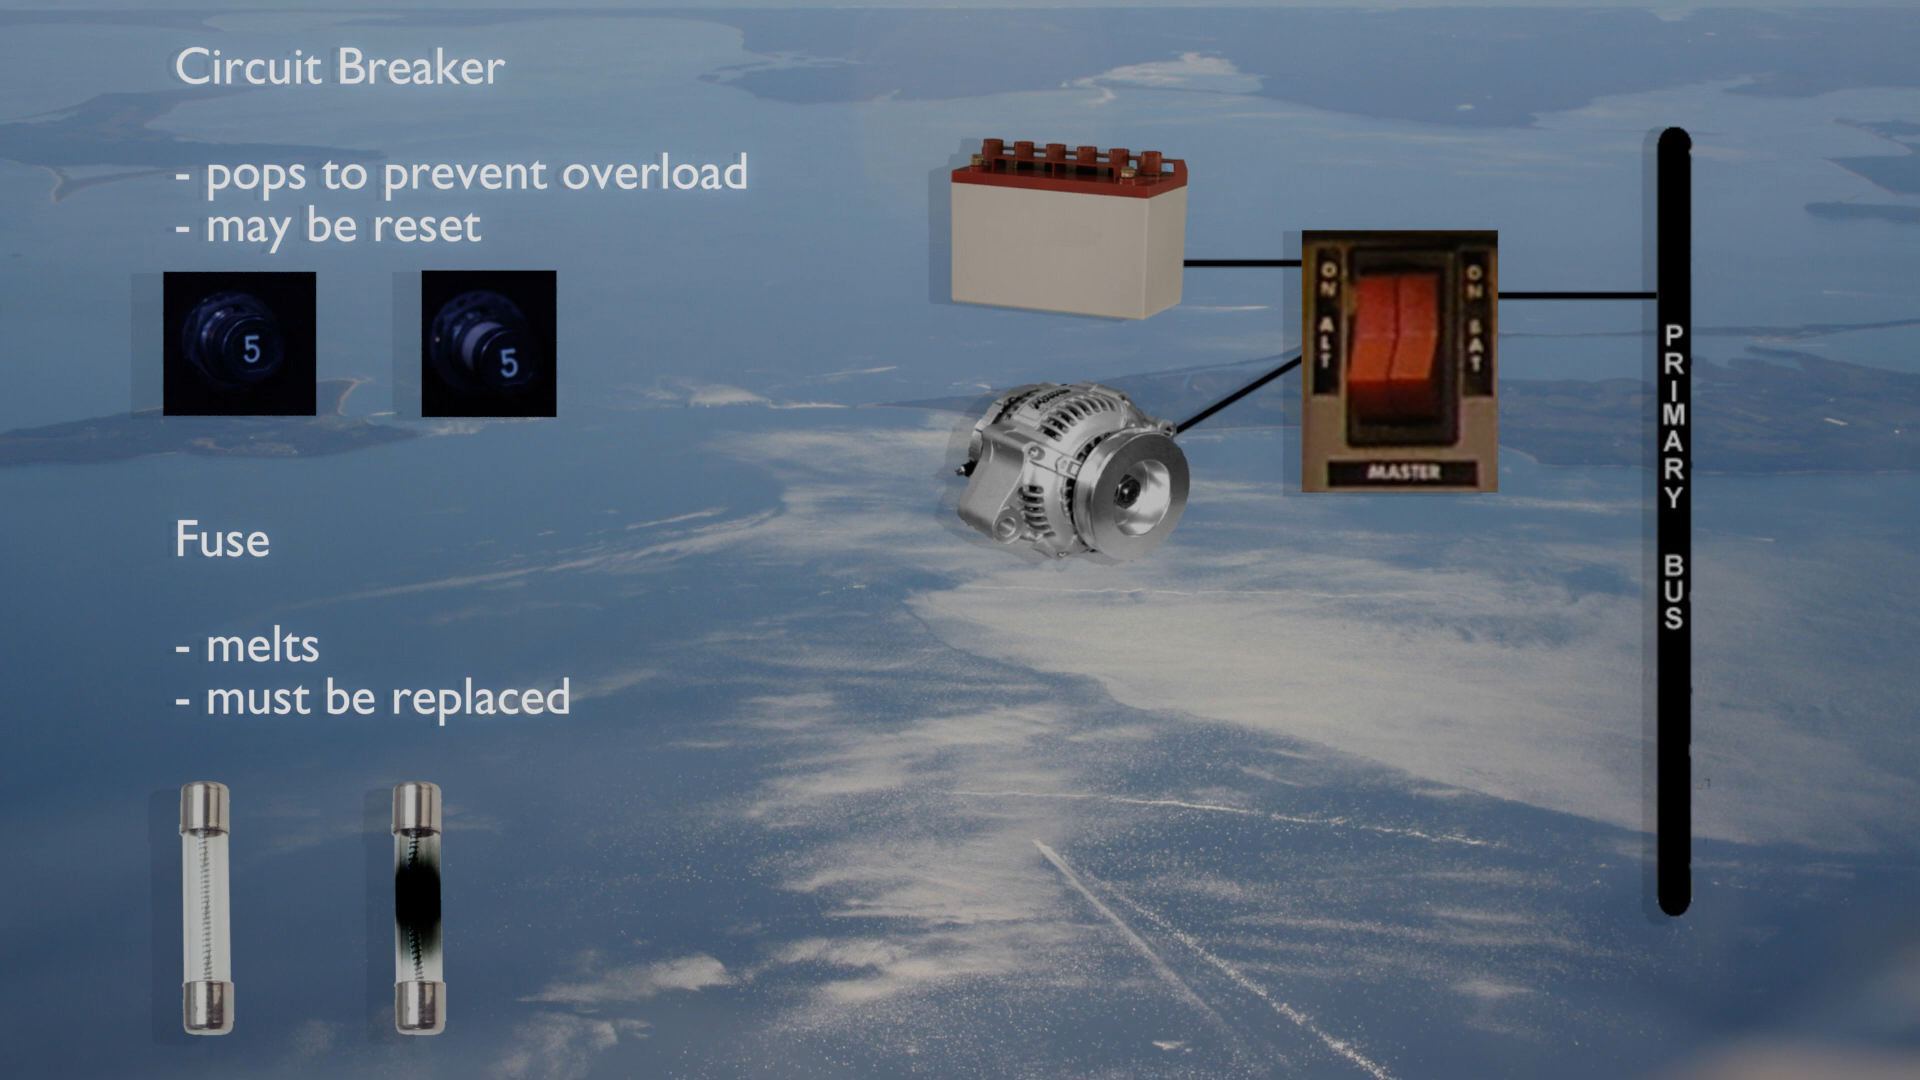 Circuit Breaker
- pops to prevent overload
- may be reset
5
5
Fuse
- melts
- must be replaced
ON ALT
ON BAT
MASTER
PRIMARY BUS